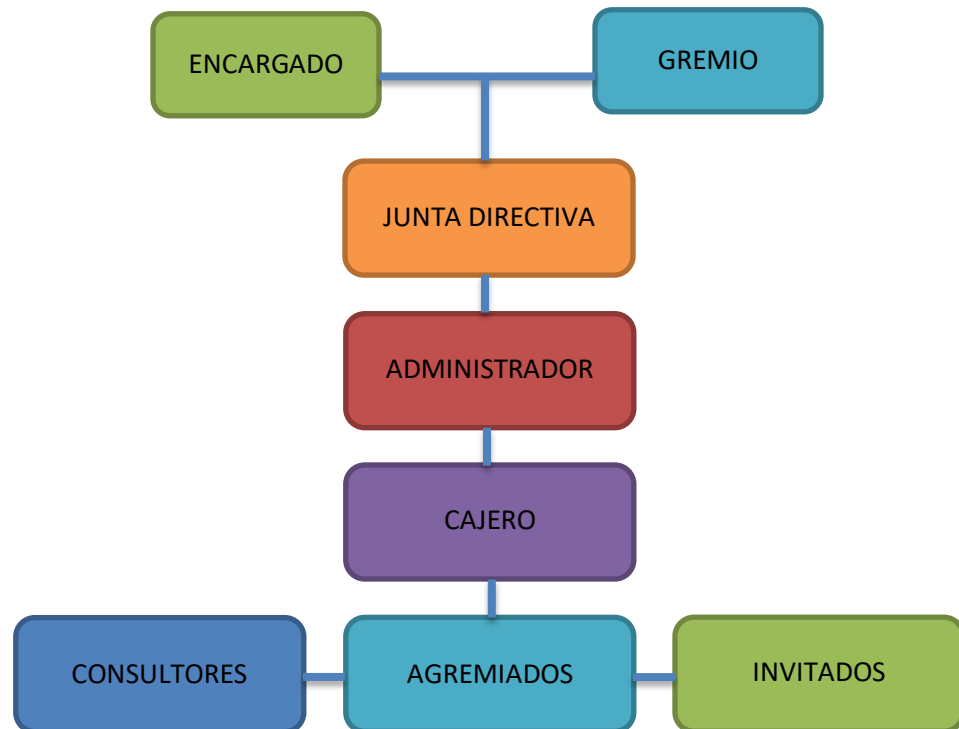 ENCARGADO
GREMIO
JUNTA DIRECTIVA
ADMINISTRADOR
CAJERO
CONSULTORES
AGREMIADOS
INVITADOS